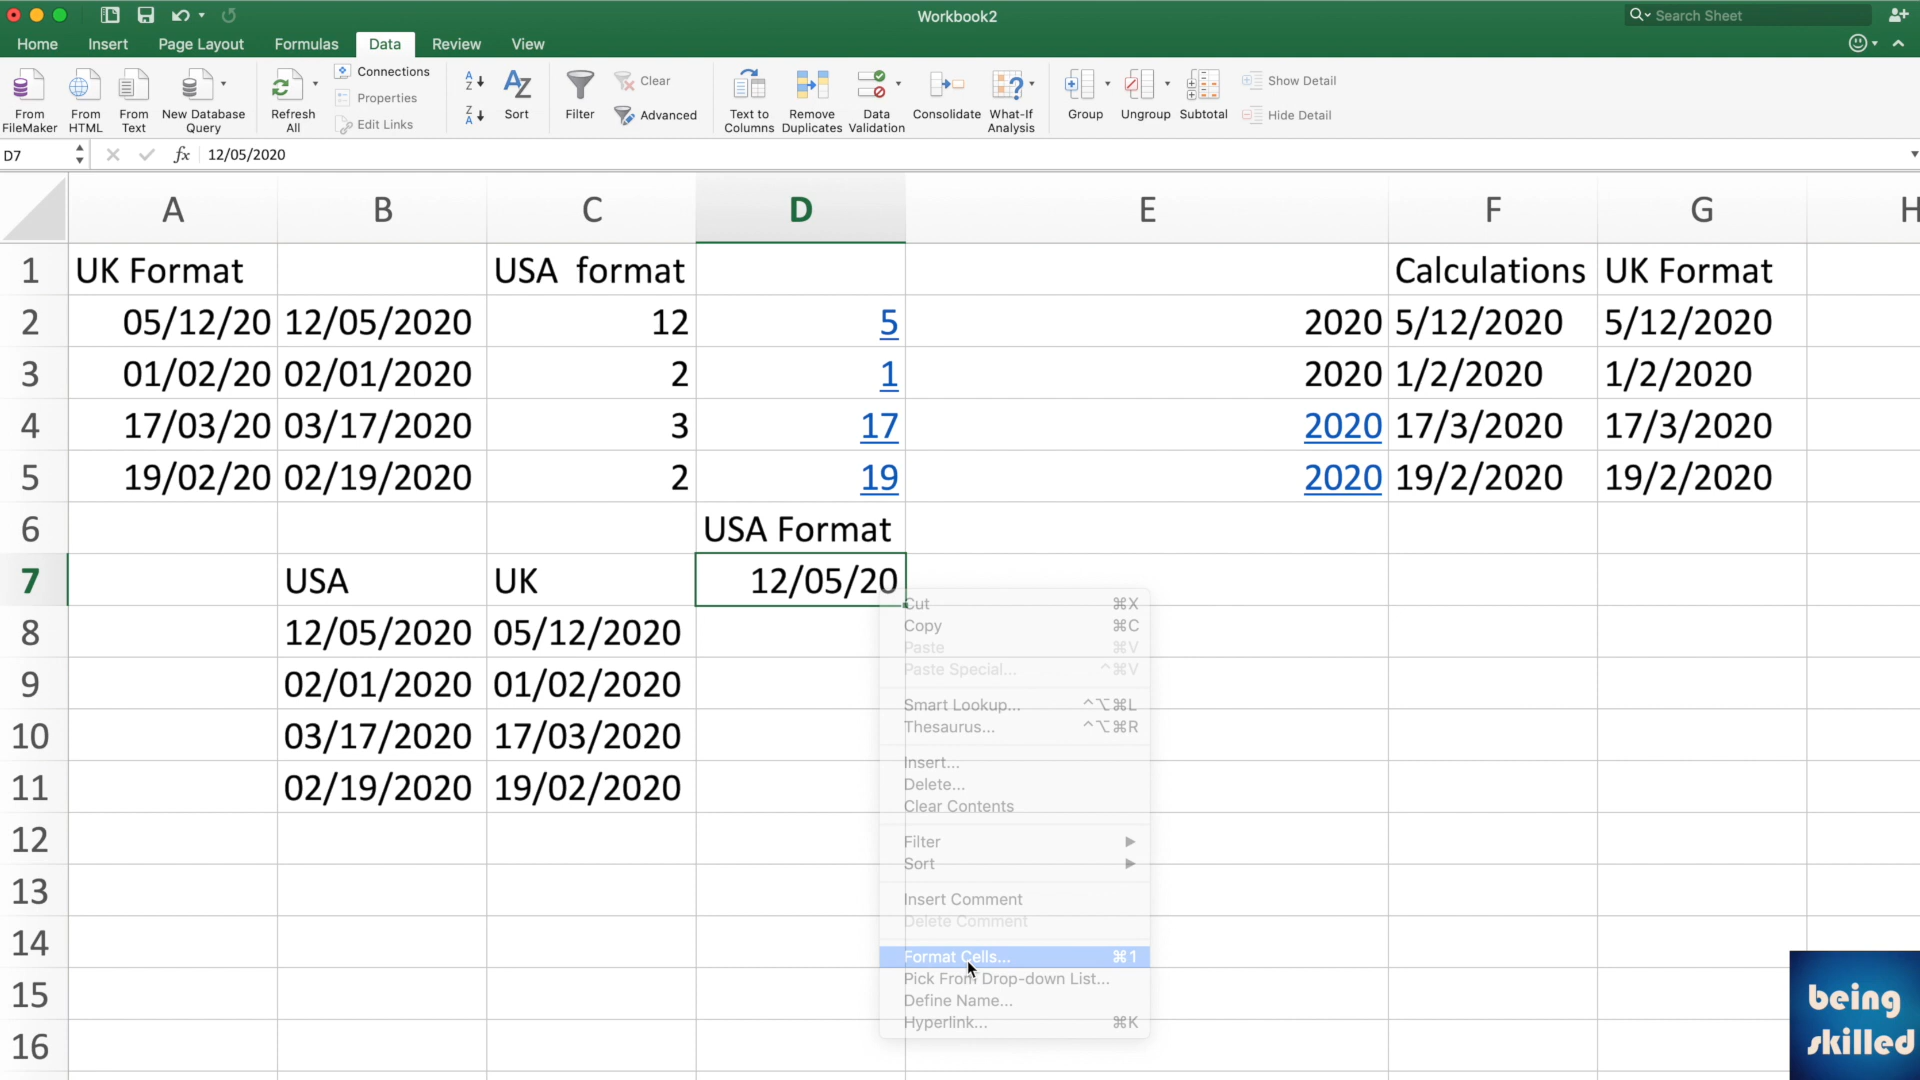 Workbook2
Search Sheet
Home Insert Page Layout Formulas Data Review View
From FileMaker
From HTML
From Text
New Database Query
Refresh All
Connections
Properties
Edit Links
A Z
Z A
A Z Sort
Filter
Clear
Advanced
Text to Columns
Remove Duplicates
Data Validation
Consolidate
What-If Analysis
Group
Ungroup
Subtotal
Show Detail
Hide Detail
D7 fx 12/05/2020
A B C D E F G H
1 UK Format USA format Calculations UK Format
2 05/12/20 12/05/2020 12 5 2020 5/12/2020 5/12/2020
3 01/02/20 02/01/2020 2 1 2020 1/2/2020 1/2/2020
4 17/03/20 03/17/2020 3 17 2020 17/3/2020 17/3/2020
5 19/02/20 02/19/2020 2 19 2020 19/2/2020 19/2/2020
6 USA Format
7 USA UK 12/05/20
8 12/05/2020 05/12/2020
9 02/01/2020 01/02/2020
10 03/17/2020 17/03/2020
11 02/19/2020 19/02/2020
12
13
14
15
16
Cut ⌘X
Copy ⌘C
Paste ⌘V
Paste Special... ^⌘V
Smart Lookup... ^⌥⌘L
Thesaurus... ^⌥⌘R
Insert...
Delete...
Clear Contents
Filter
Sort
Insert Comment
Delete Comment
Format Cells... ⌘1
Pick From Drop-down List...
Define Name...
Hyperlink... ⌘K
being
skilled